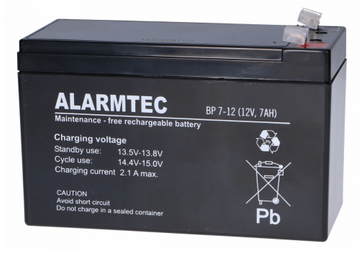 ALARMTEC
BP 7-12 (12V, 7AH)
Maintenance - free rechargeable battery
Charging voltage
Standby use: 13.5V-13.8V
Cycle use: 14.4V-15.0V
Charging current 2.1 A max.
CAUTION
Avoid short circuit
Do not charge in a sealed container
Pb